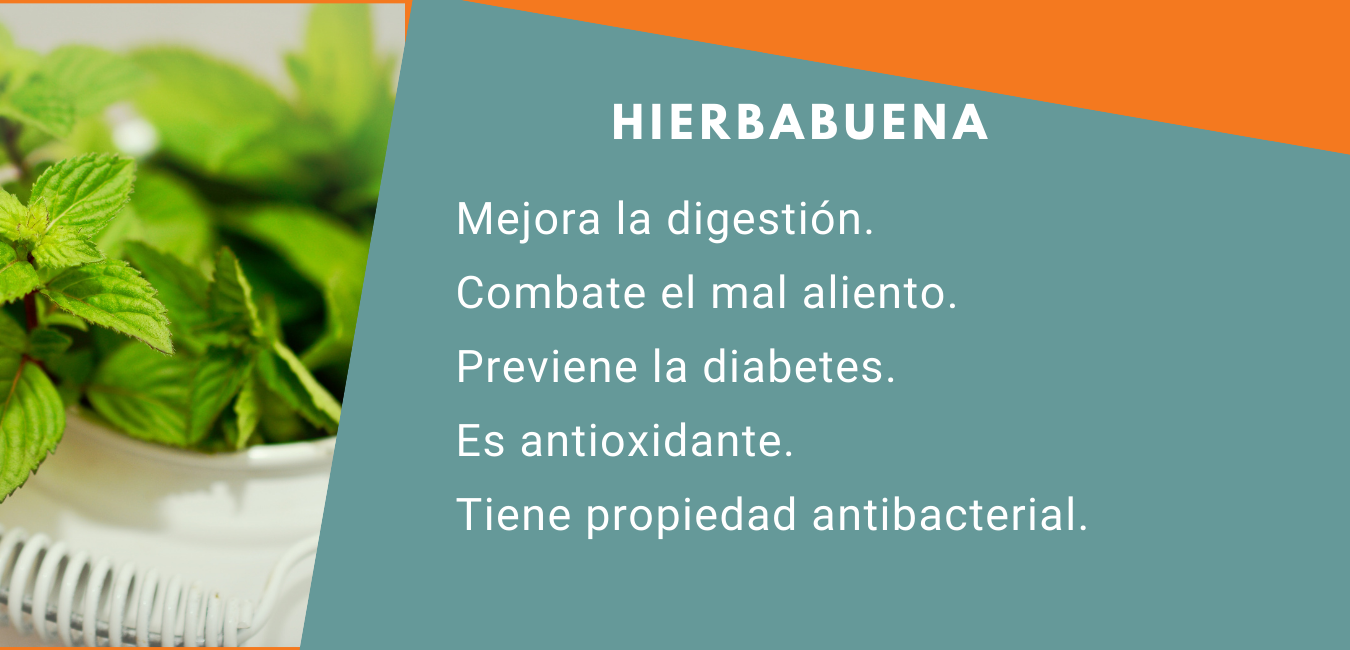 HIERBABUENA
Mejora la digestión.
Combate el mal aliento.
Previene la diabetes.
Es antioxidante.
Tiene propiedad antibacterial.